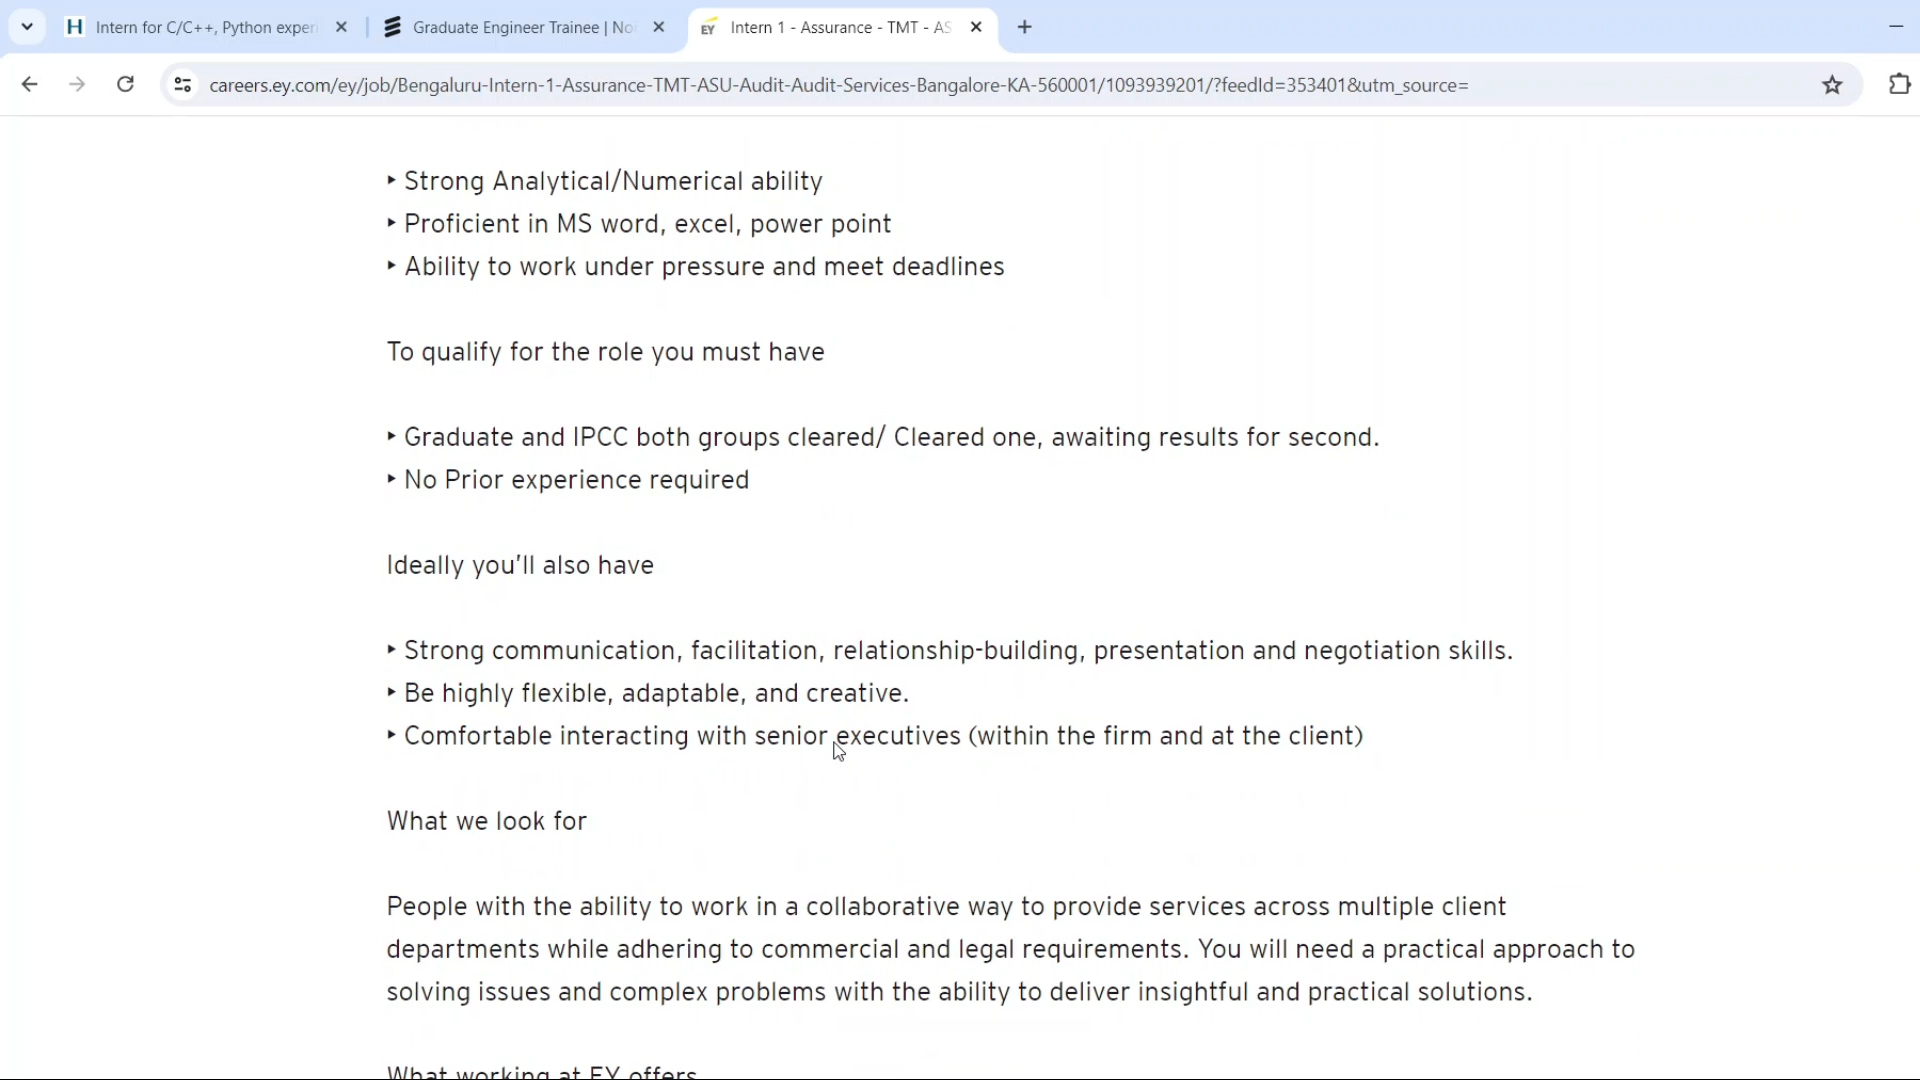 Intern for C/C++, Python exper
Graduate Engineer Trainee | No
EY
Intern 1 - Assurance - TMT - AS
careers.ey.com/ey/job/Bengaluru-Intern-1-Assurance-TMT-ASU-Audit-Audit-Services-Bangalore-KA-560001/1093939201/?feedId=353401&utm_source=
‣ Strong Analytical/Numerical ability
‣ Proficient in MS word, excel, power point
‣ Ability to work under pressure and meet deadlines
To qualify for the role you must have
‣ Graduate and IPCC both groups cleared/ Cleared one, awaiting results for second.
‣ No Prior experience required
Ideally you’ll also have
‣ Strong communication, facilitation, relationship-building, presentation and negotiation skills.
‣ Be highly flexible, adaptable, and creative.
‣ Comfortable interacting with senior executives (within the firm and at the client)
What we look for
People with the ability to work in a collaborative way to provide services across multiple client
departments while adhering to commercial and legal requirements. You will need a practical approach to
solving issues and complex problems with the ability to deliver insightful and practical solutions.
What working at EY offers